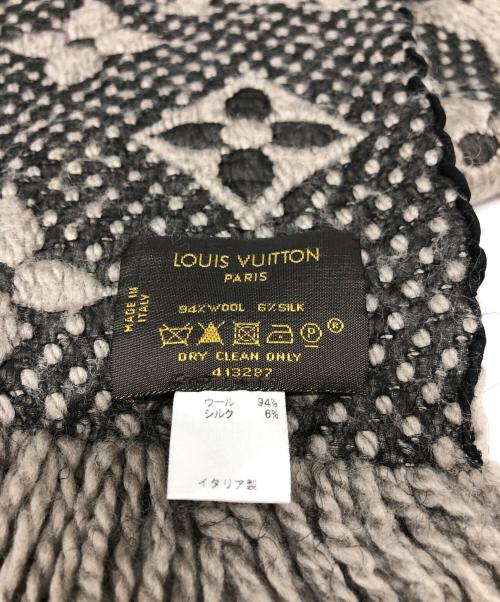 LOUIS VUITTON
PARIS
MADE IN
ITALY
94%WOOL 6%SILK
P ®
DRY CLEAN ONLY
413287
ウール 94%
シルク 6%
イタリア製